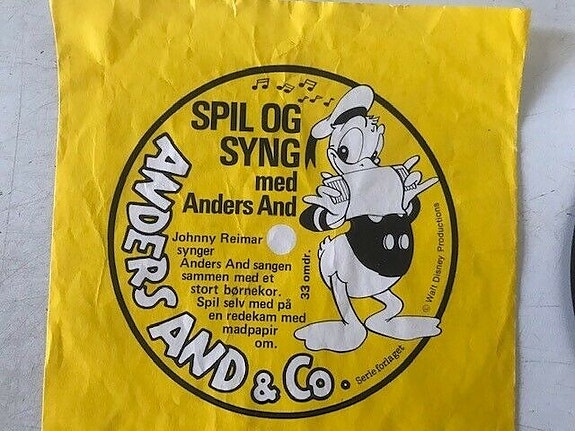 SPIL OG
SYNG
med
Anders And
Johnny Reimar
synger
Anders And sangen
sammen med et
stort børnekor.
Spil selv med på
en redekam med
madpapir
om.
33 omdr.
ANDERS AND & Co.
© Walt Disney Productions
Serieforlaget